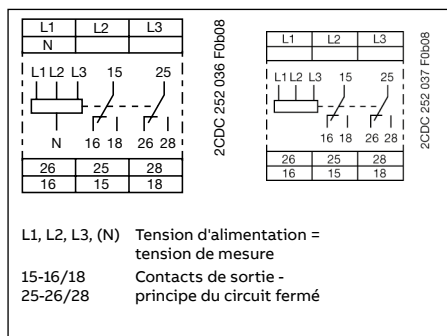 L1 L2 L3
N
L1 L2 L3 15 25
N 16 18 26 28
26 25 28
16 15 18
2CDC 252 036 F0b08
L1 L2 L3
L1 L2 L3 15 25
16 18 26 28
26 25 28
16 15 18
2CDC 252 037 F0b08
L1, L2, L3, (N) Tension d'alimentation =
tension de mesure
15-16/18 Contacts de sortie -
25-26/28 principe du circuit fermé